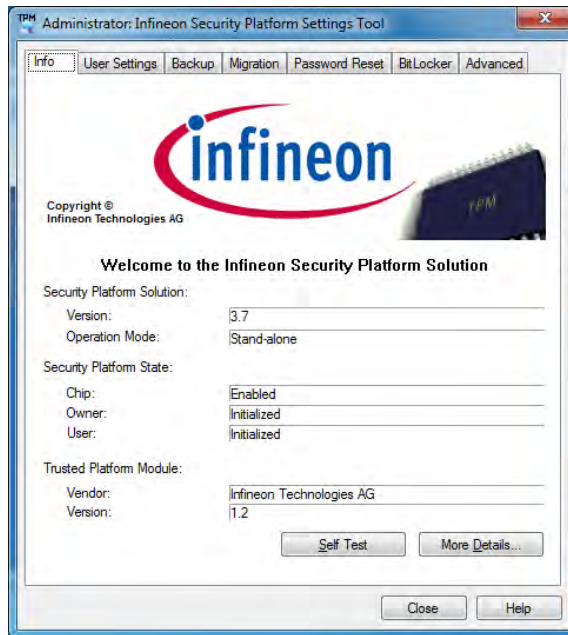 TPM Administrator: Infineon Security Platform Settings Tool
Info User Settings Backup Migration Password Reset BitLocker Advanced
infineon
TPM
Copyright ©
Infineon Technologies AG
Welcome to the Infineon Security Platform Solution
Security Platform Solution:
Version: 3.7
Operation Mode: Stand-alone
Security Platform State:
Chip: Enabled
Owner: Initialized
User: Initialized
Trusted Platform Module:
Vendor: Infineon Technologies AG
Version: 1.2
Self Test More Details...
Close Help